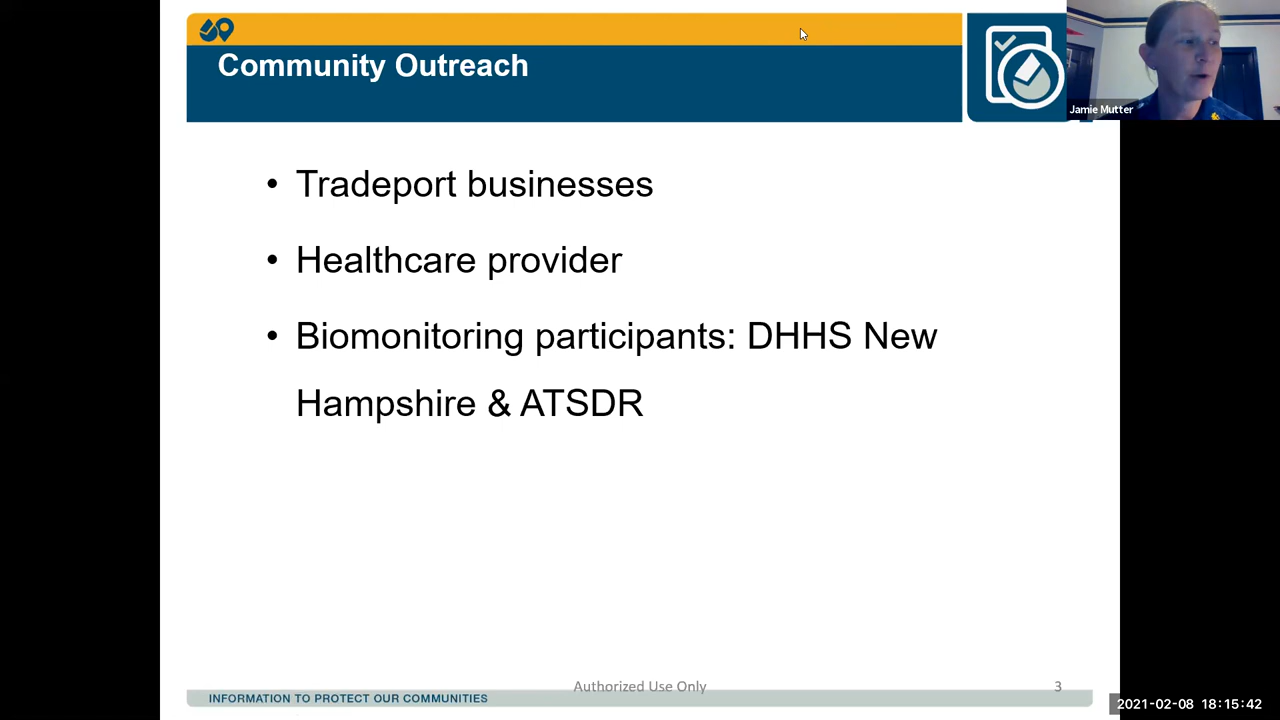 Community Outreach
Jamie Mutter
• Tradeport businesses
• Healthcare provider
• Biomonitoring participants: DHHS New
Hampshire & ATSDR
INFORMATION TO PROTECT OUR COMMUNITIES
Authorized Use Only
3
2021-02-08 18:15:42